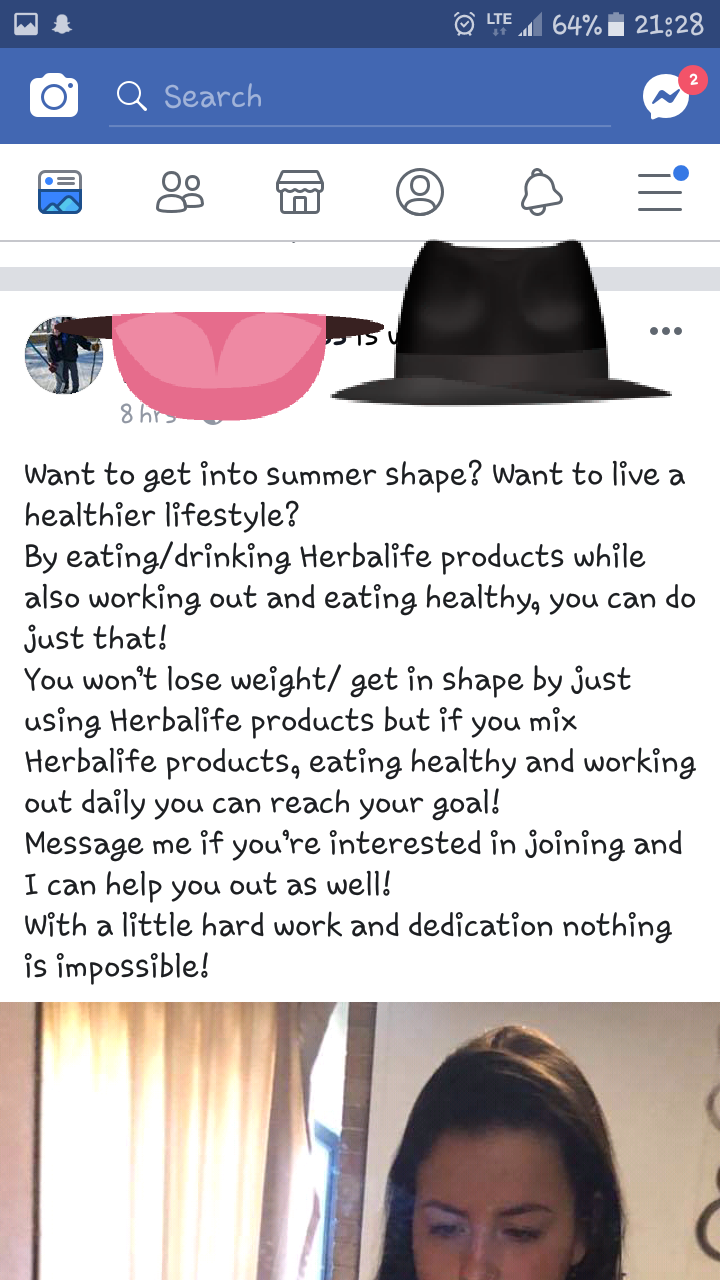 LTE 64% 21:28
Search
2
is
8 hrs
Want to get into summer shape? Want to live a
healthier lifestyle?
By eating/drinking Herbalife products while
also working out and eating healthy, you can do
just that!
You won't lose weight/ get in shape by just
using Herbalife products but if you mix
Herbalife products, eating healthy and working
out daily you can reach your goal!
Message me if you're interested in joining and
I can help you out as well!
With a little hard work and dedication nothing
is impossible!